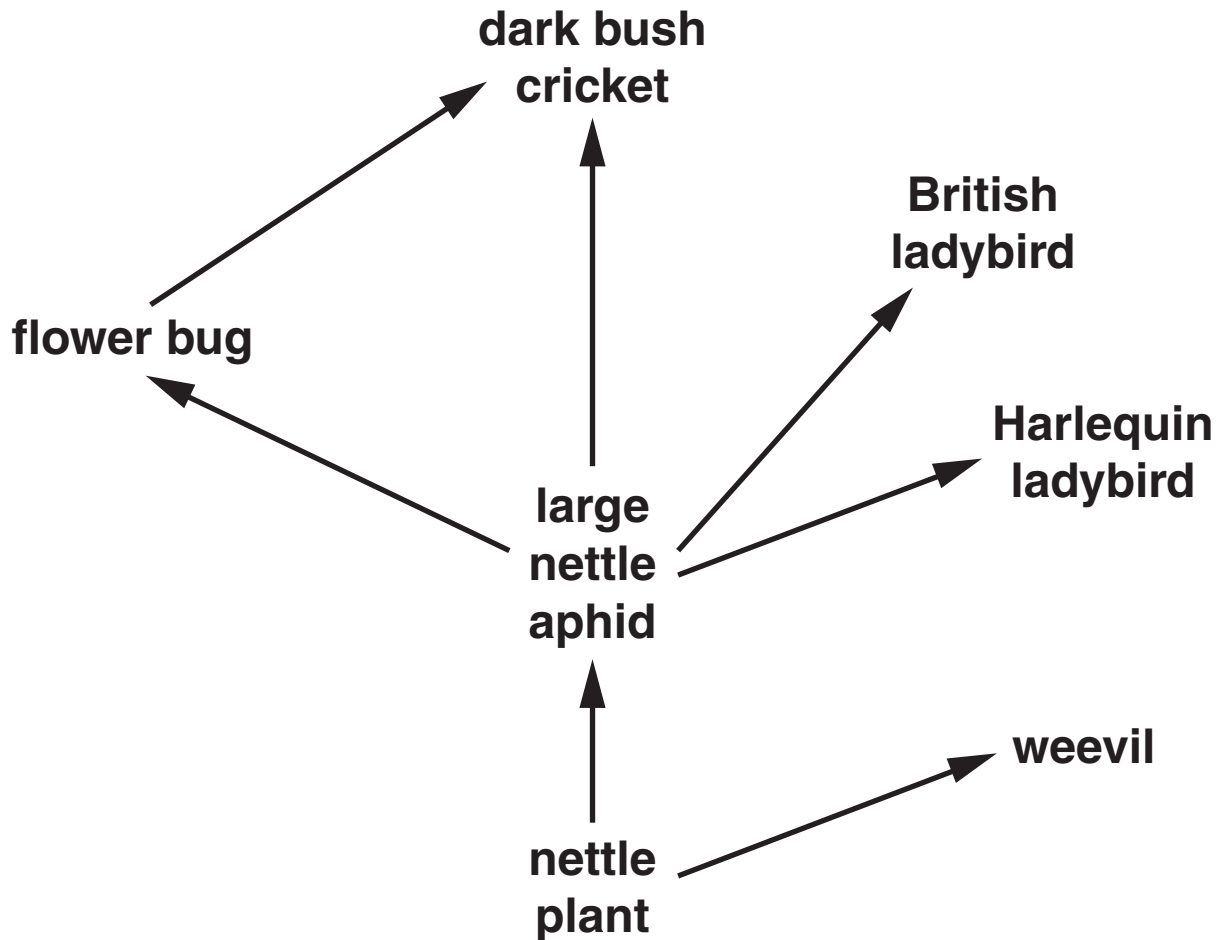 dark bush
cricket
British
ladybird
flower bug
Harlequin
ladybird
large
nettle
aphid
weevil
nettle
plant